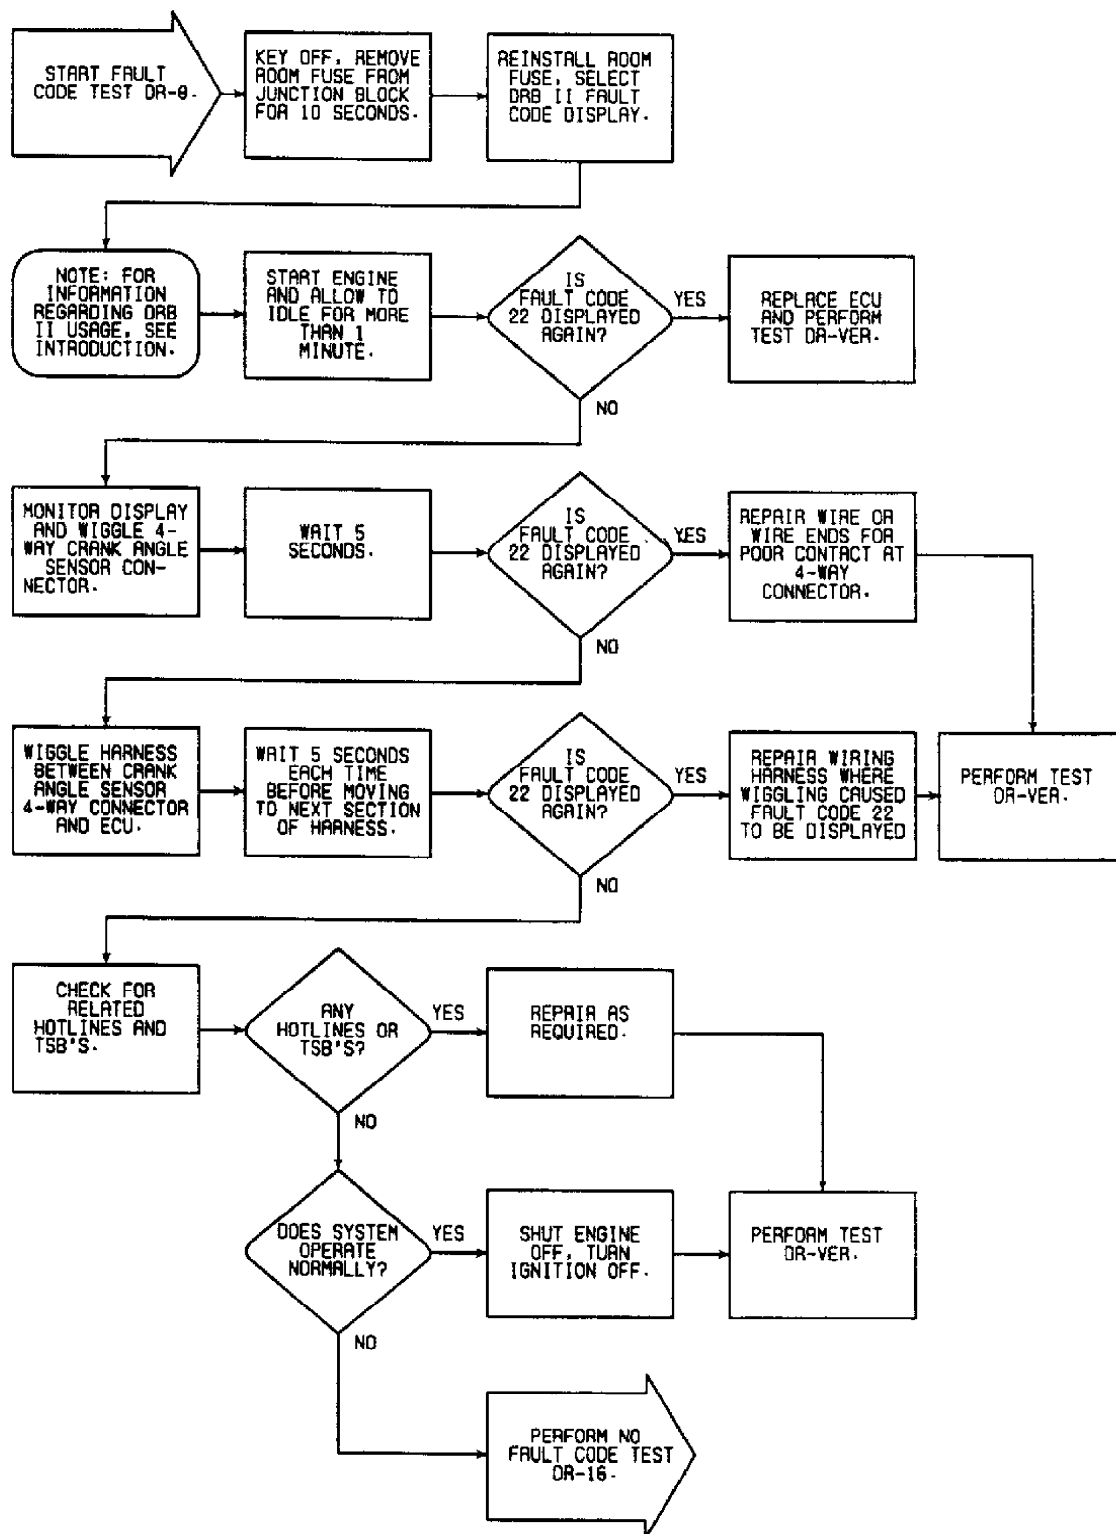 START FAULT
CODE TEST DR-8.
KEY OFF, REMOVE
ROOM FUSE FROM
JUNCTION BLOCK
FOR 10 SECONDS.
REINSTALL ROOM
FUSE, SELECT
DRB II FAULT
CODE DISPLAY.
NOTE: FOR
INFORMATION
REGARDING DRB
II USAGE, SEE
INTRODUCTION.
START ENGINE
AND ALLOW TO
IDLE FOR MORE
THAN 1
MINUTE.
IS
FAULT CODE
22 DISPLAYED
AGAIN?
YES
REPLACE ECU
AND PERFORM
TEST DR-VER.
NO
MONITOR DISPLAY
AND WIGGLE 4-
WAY CRANK ANGLE
SENSOR CON-
NECTOR.
WAIT 5
SECONDS.
IS
FAULT CODE
22 DISPLAYED
AGAIN?
YES
REPAIR WIRE OR
WIRE ENDS FOR
POOR CONTACT AT
4-WAY
CONNECTOR.
NO
WIGGLE HARNESS
BETWEEN CRANK
ANGLE SENSOR
4-WAY CONNECTOR
AND ECU.
WAIT 5 SECONDS
EACH TIME
BEFORE MOVING
TO NEXT SECTION
OF HARNESS.
IS
FAULT CODE
22 DISPLAYED
AGAIN?
YES
REPAIR WIRING
HARNESS WHERE
WIGGLING CAUSED
FAULT CODE 22
TO BE DISPLAYED
PERFORM TEST
DR-VER.
NO
CHECK FOR
RELATED
HOTLINES AND
TSB'S.
ANY
HOTLINES OR
TSB'S?
YES
REPAIR AS
REQUIRED.
NO
DOES SYSTEM
OPERATE
NORMALLY?
YES
SHUT ENGINE
OFF, TURN
IGNITION OFF.
PERFORM TEST
DR-VER.
NO
PERFORM NO
FAULT CODE TEST
DR-16.